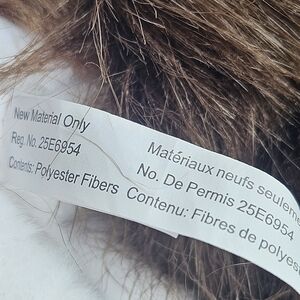 New Material Only
Reg. No. 25E6954
Contents: Polyester Fibers
Matériaux neufs
No. De Permis 25E6954
Contenu: Fibres de